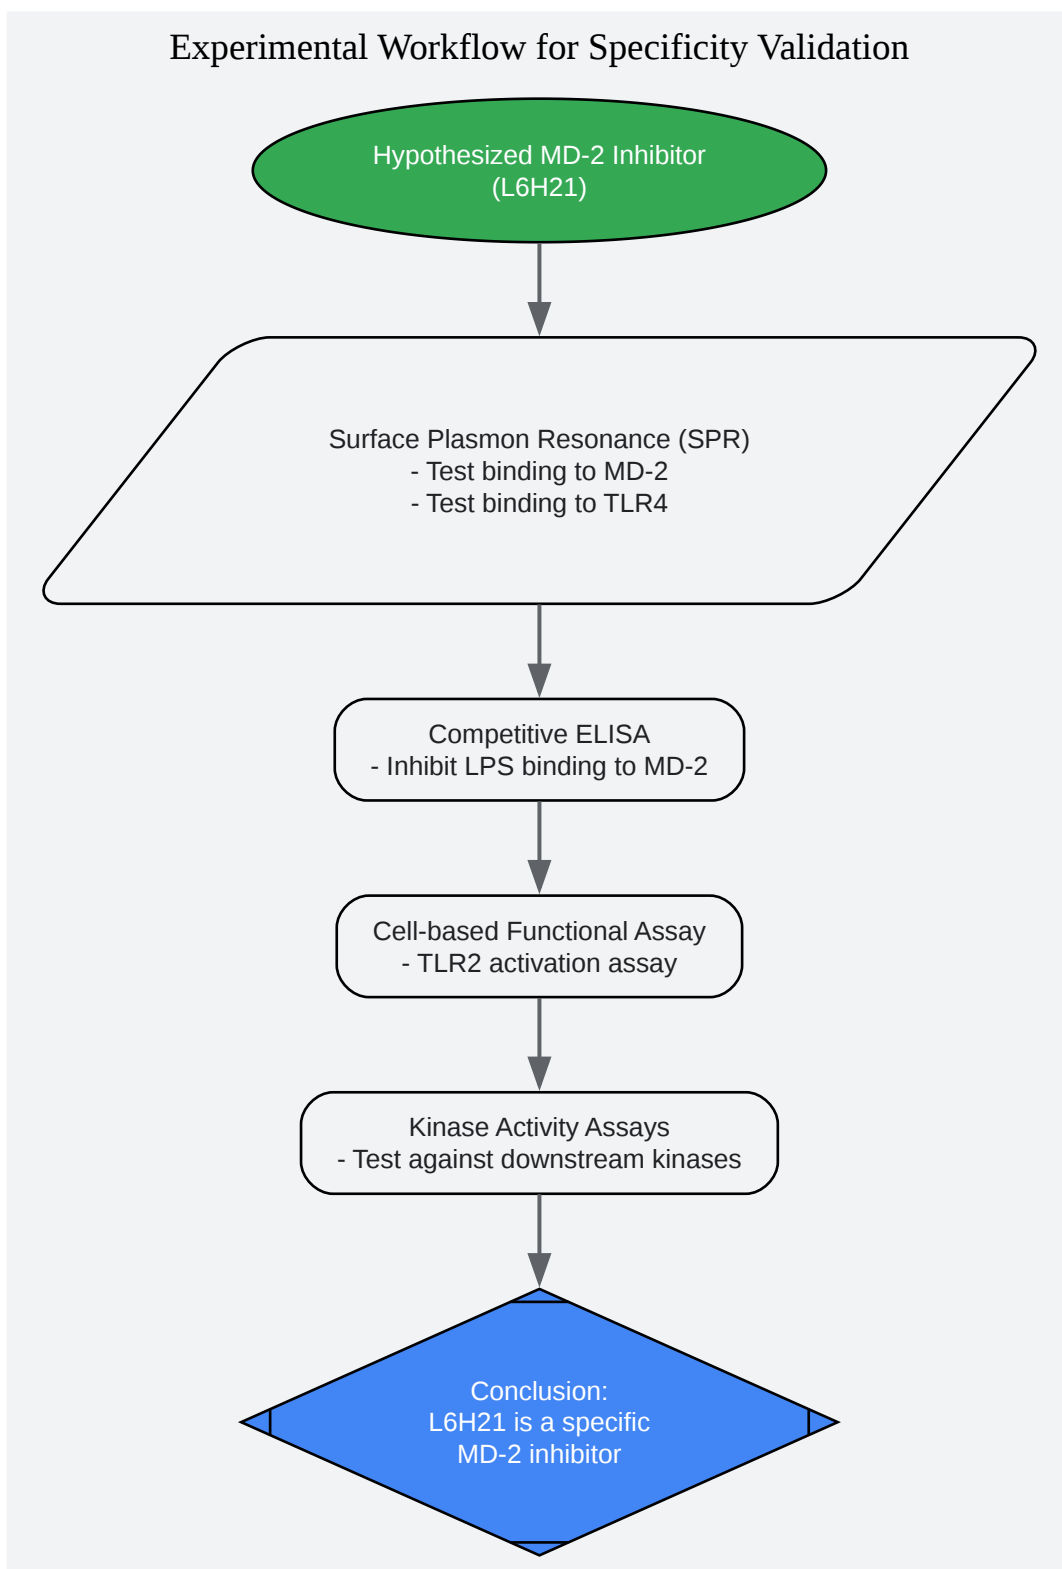 Experimental Workflow for Specificity Validation
Hypothesized MD-2 Inhibitor
(L6H21)
Surface Plasmon Resonance (SPR)
- Test binding to MD-2
- Test binding to TLR4
Competitive ELISA
- Inhibit LPS binding to MD-2
Cell-based Functional Assay
- TLR2 activation assay
Kinase Activity Assays
- Test against downstream kinases
Conclusion:
L6H21 is a specific
MD-2 inhibitor